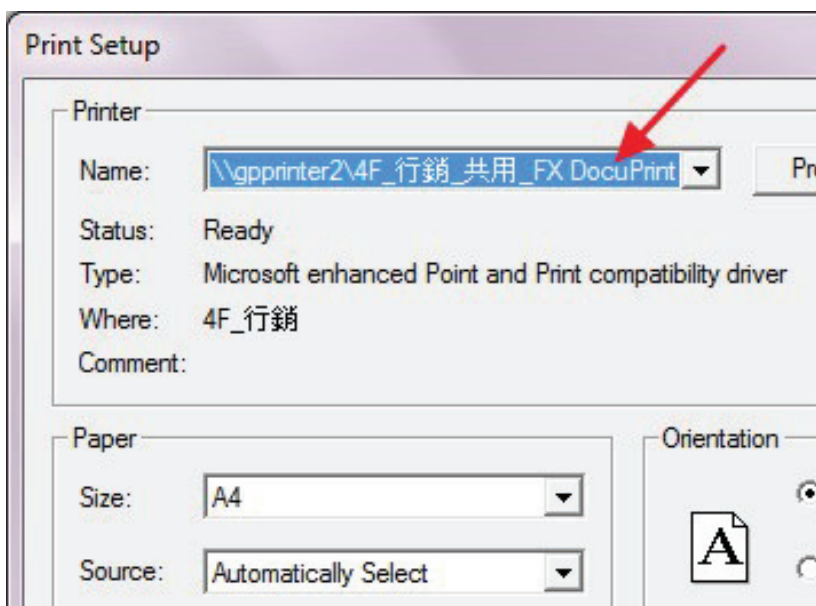 Print Setup
Printer
Name: \\gpprinter2\4F_行銷_共用_FX DocuPrint
Status: Ready
Type: Microsoft enhanced Point and Print compatibility driver
Where: 4F_行銷
Comment:
Paper
Orientation
Size: A4
A
Source: Automatically Select